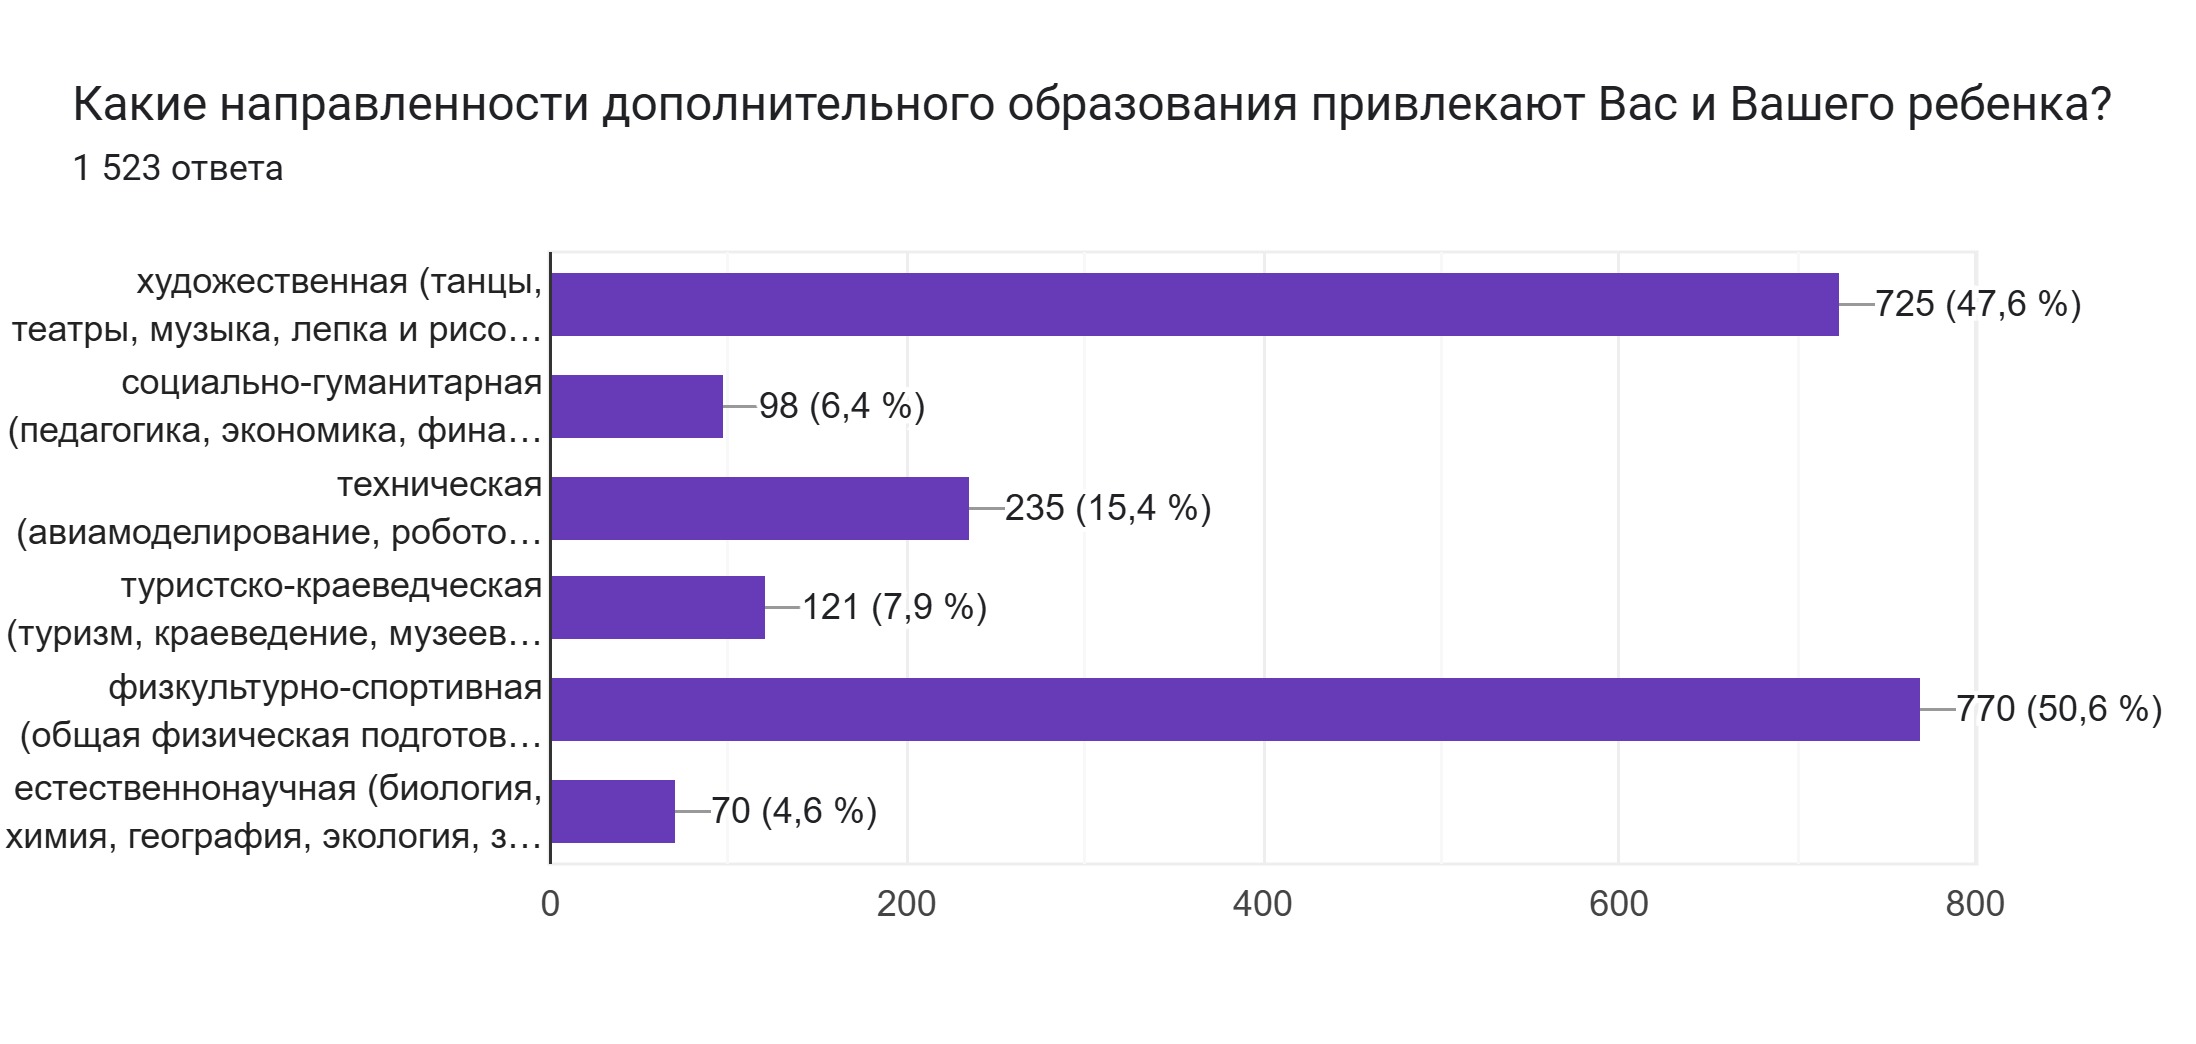 Какие направленности дополнительного образования привлекают Вас и Вашего ребенка?
1 523 ответа
художественная (танцы,
театры, музыка, лепка и рисо…
725 (47,6 %)
социально-гуманитарная
(педагогика, экономика, фина…
98 (6,4 %)
техническая
(авиамоделирование, робото…
235 (15,4 %)
туристско-краеведческая
(туризм, краеведение, музеев…
121 (7,9 %)
физкультурно-спортивная
(общая физическая подготов…
770 (50,6 %)
естественнонаучная (биология,
химия, география, экология, з…
70 (4,6 %)
0 200 400 600 800